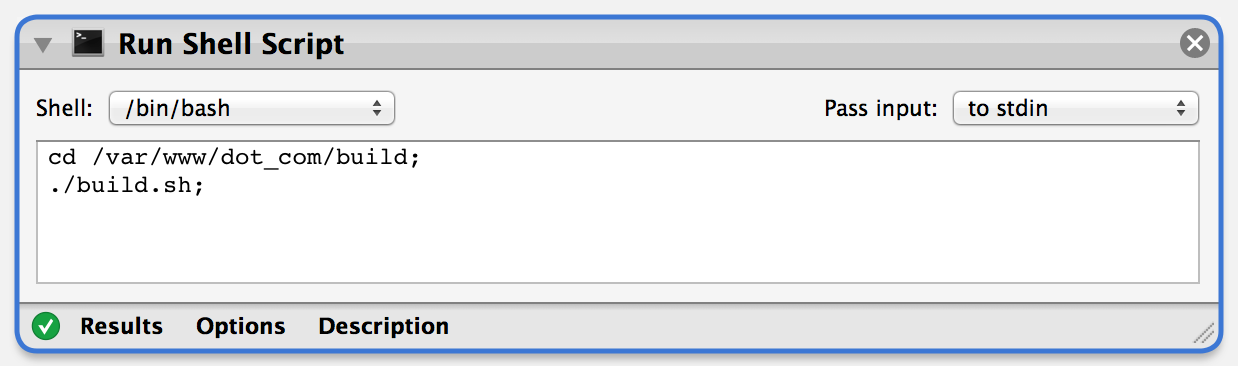 Run Shell Script
Shell: /bin/bash Pass input: to stdin
cd /var/www/dot_com/build;
./build.sh;
Results Options Description